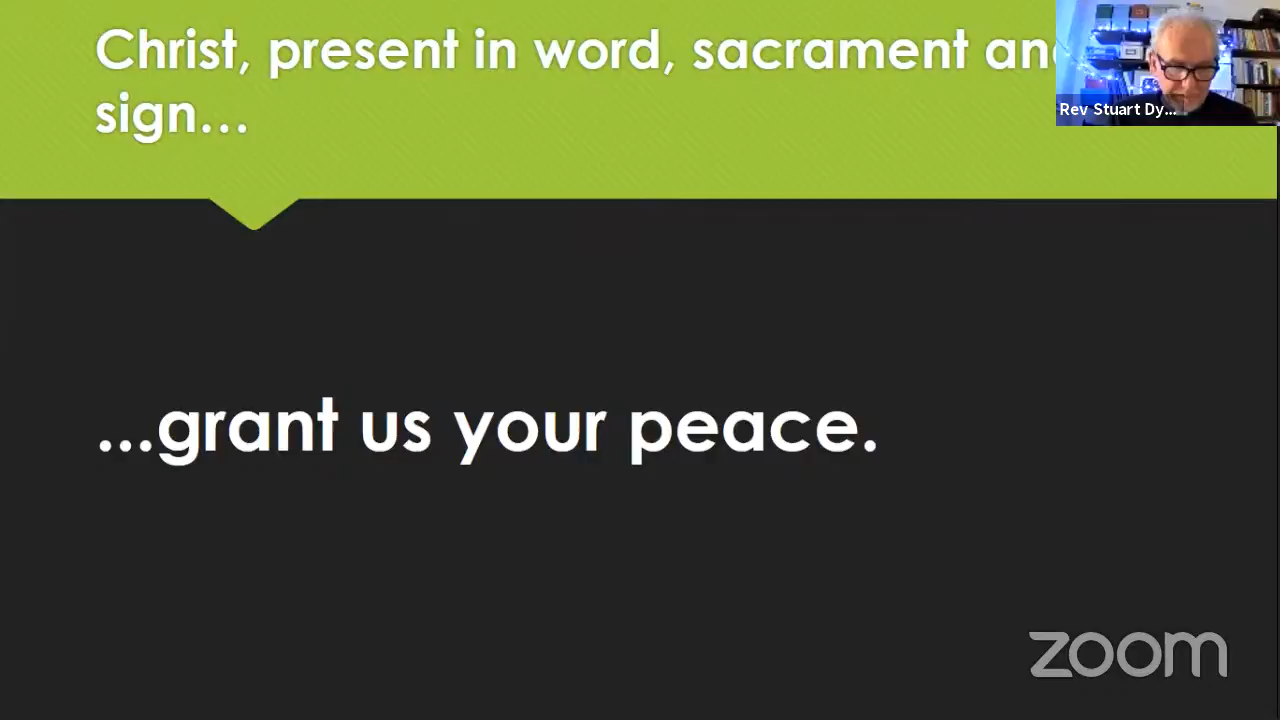 Christ, present in word, sacrament and
sign...
Rev Stuart Dy...
...grant us your peace.
zoom